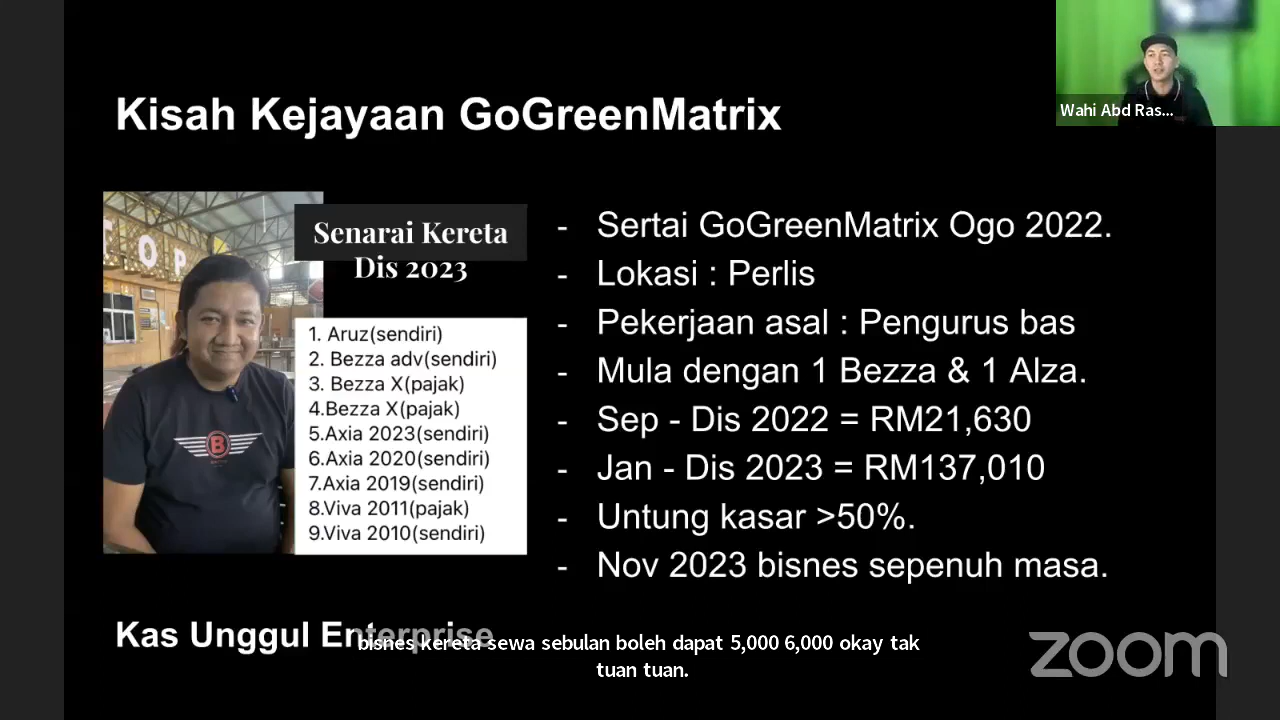 Wahi Abd Ras...
Kisah Kejayaan GoGreenMatrix
TOP
Senarai Kereta
Dis 2023
1. Aruz(sendiri)
2. Bezza adv(sendiri)
3. Bezza X(pajak)
4.Bezza X(pajak)
5.Axia 2023(sendiri)
6.Axia 2020(sendiri)
7.Axia 2019(sendiri)
8.Viva 2011(pajak)
9.Viva 2010(sendiri)
B
- Sertai GoGreenMatrix Ogo 2022.
- Lokasi : Perlis
- Pekerjaan asal : Pengurus bas
- Mula dengan 1 Bezza & 1 Alza.
- Sep - Dis 2022 = RM21,630
- Jan - Dis 2023 = RM137,010
- Untung kasar >50%.
- Nov 2023 bisnes sepenuh masa.
Kas Unggul Enterprise
bisnes kereta sewa sebulan boleh dapat 5,000 6,000 okay tak
tuan tuan.
zoom